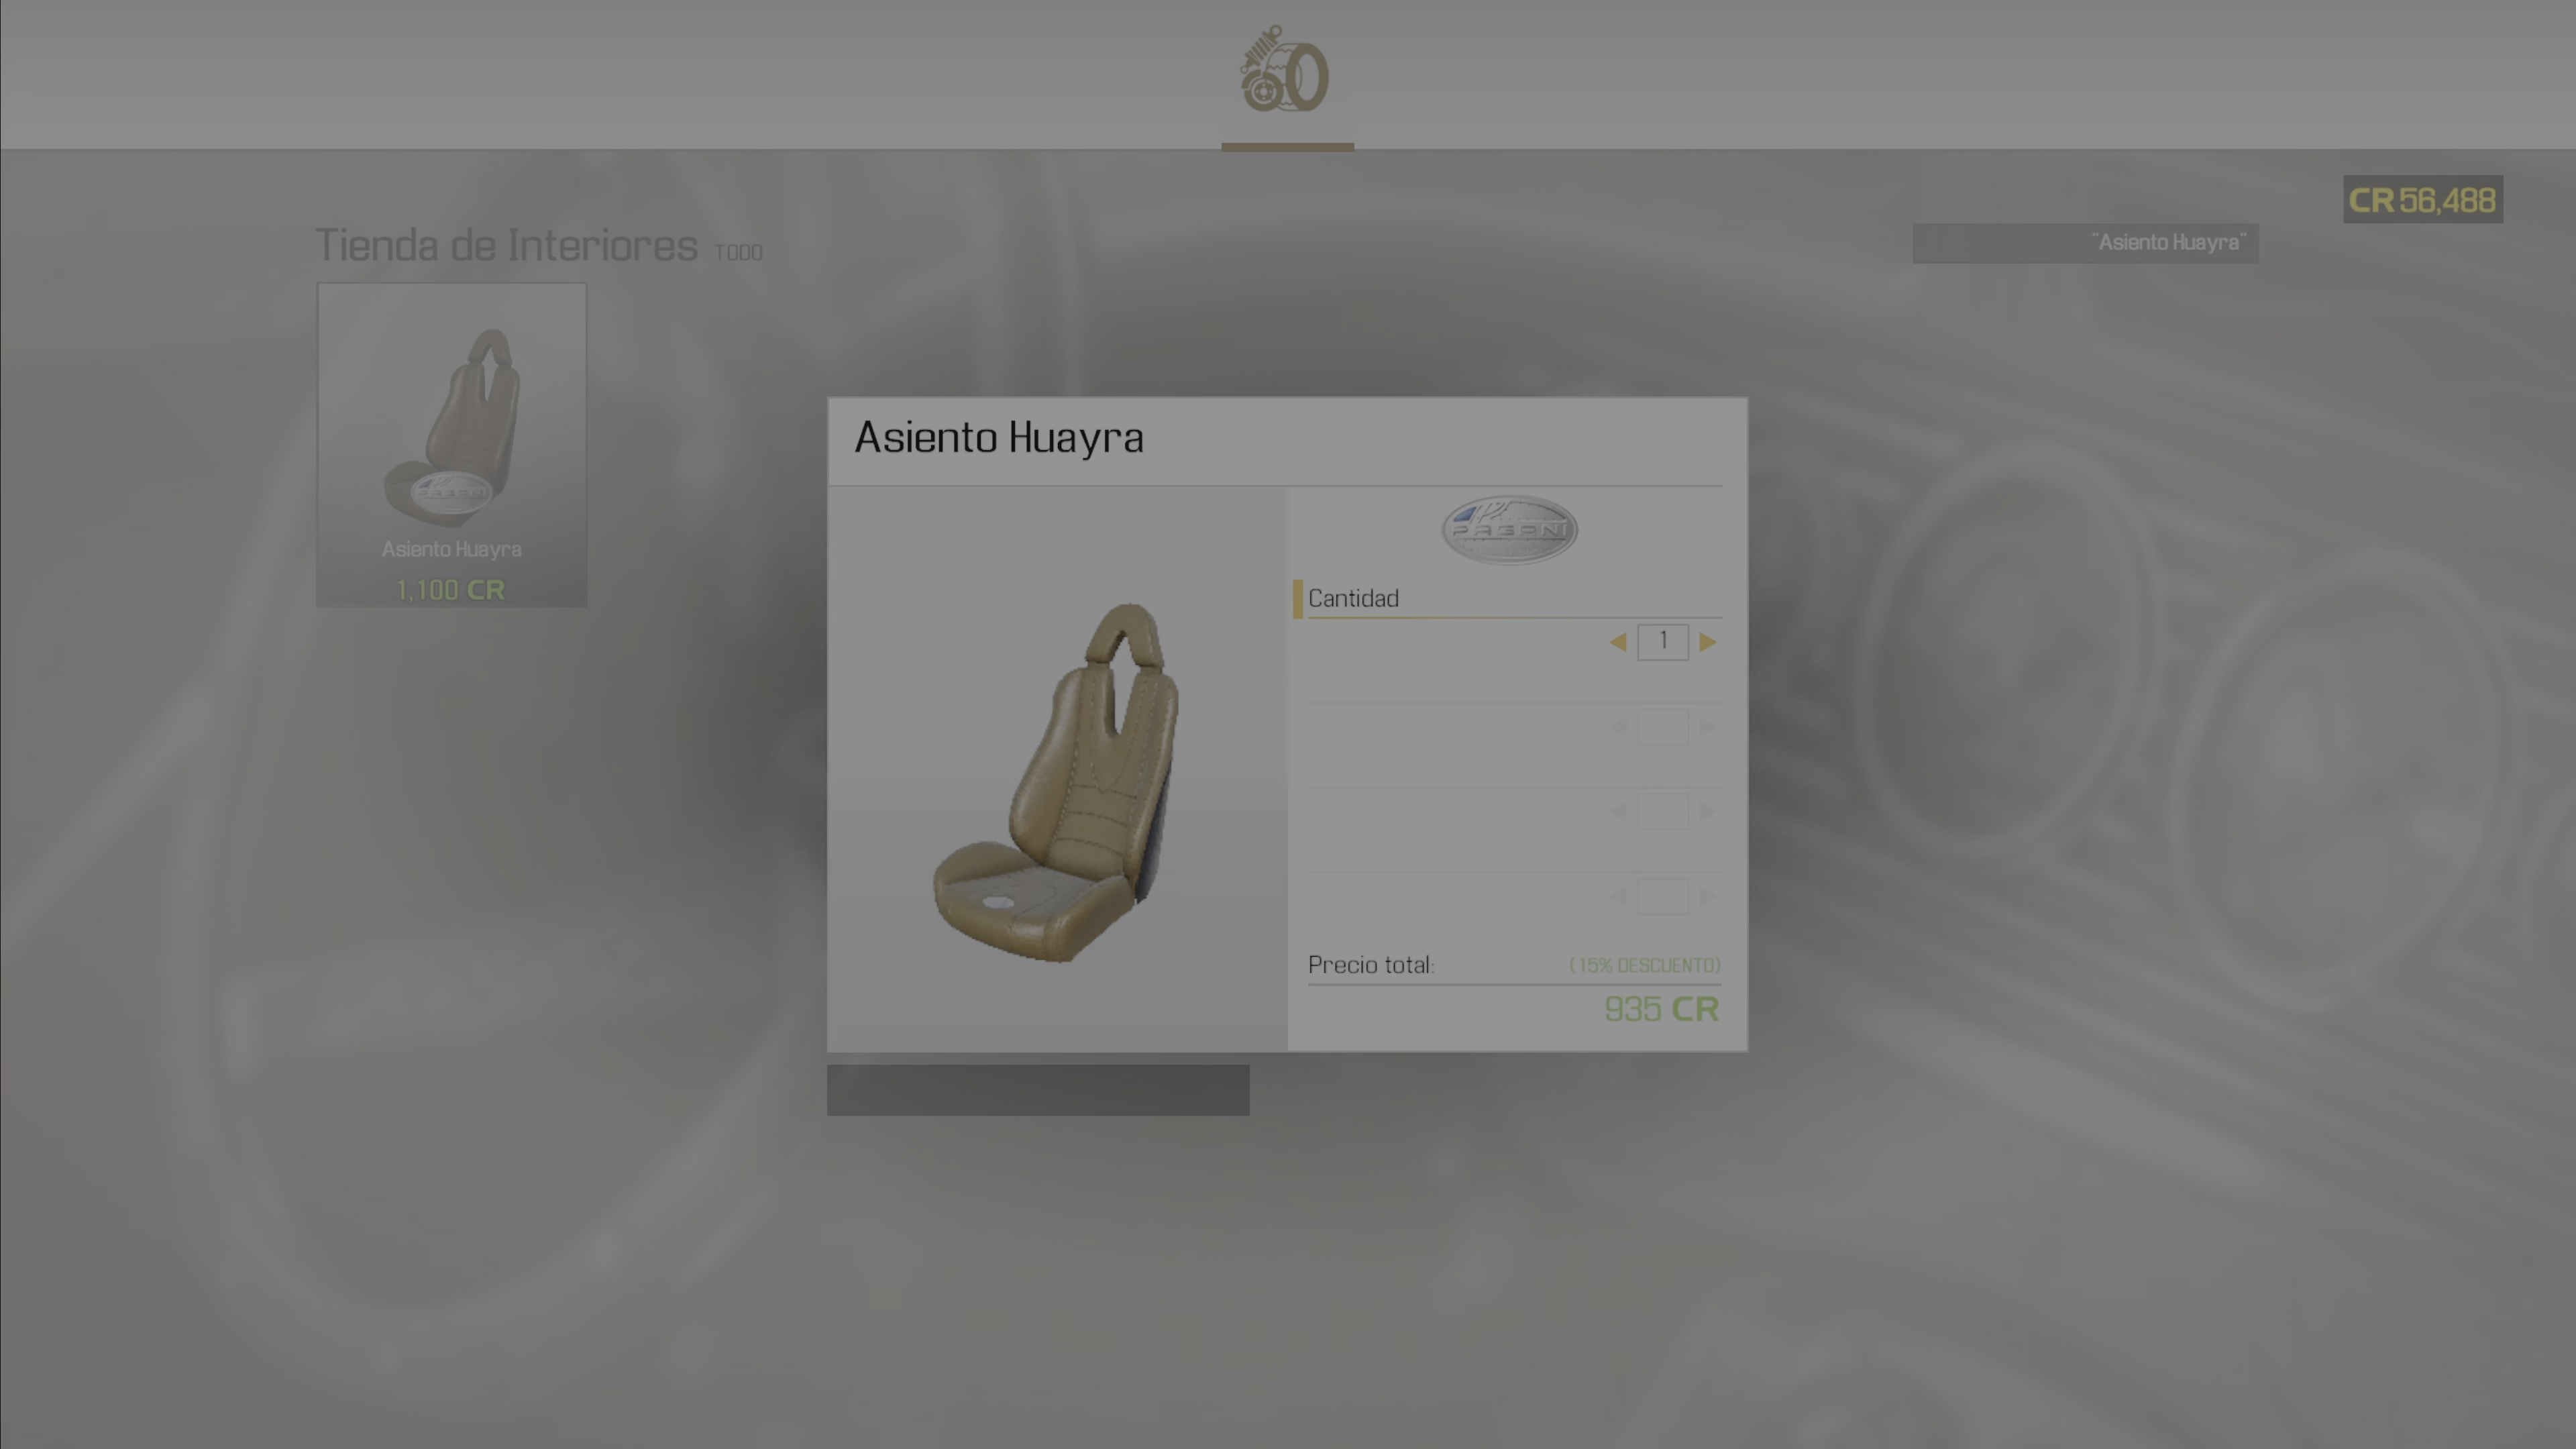 CR 56,488
Tienda de Interiores TODO
"Asiento Huayra"
PAGANI
Asiento Huayra
1,100 CR
Asiento Huayra
PAGANI
Cantidad
1
Precio total: (15% DESCUENTO)
935 CR